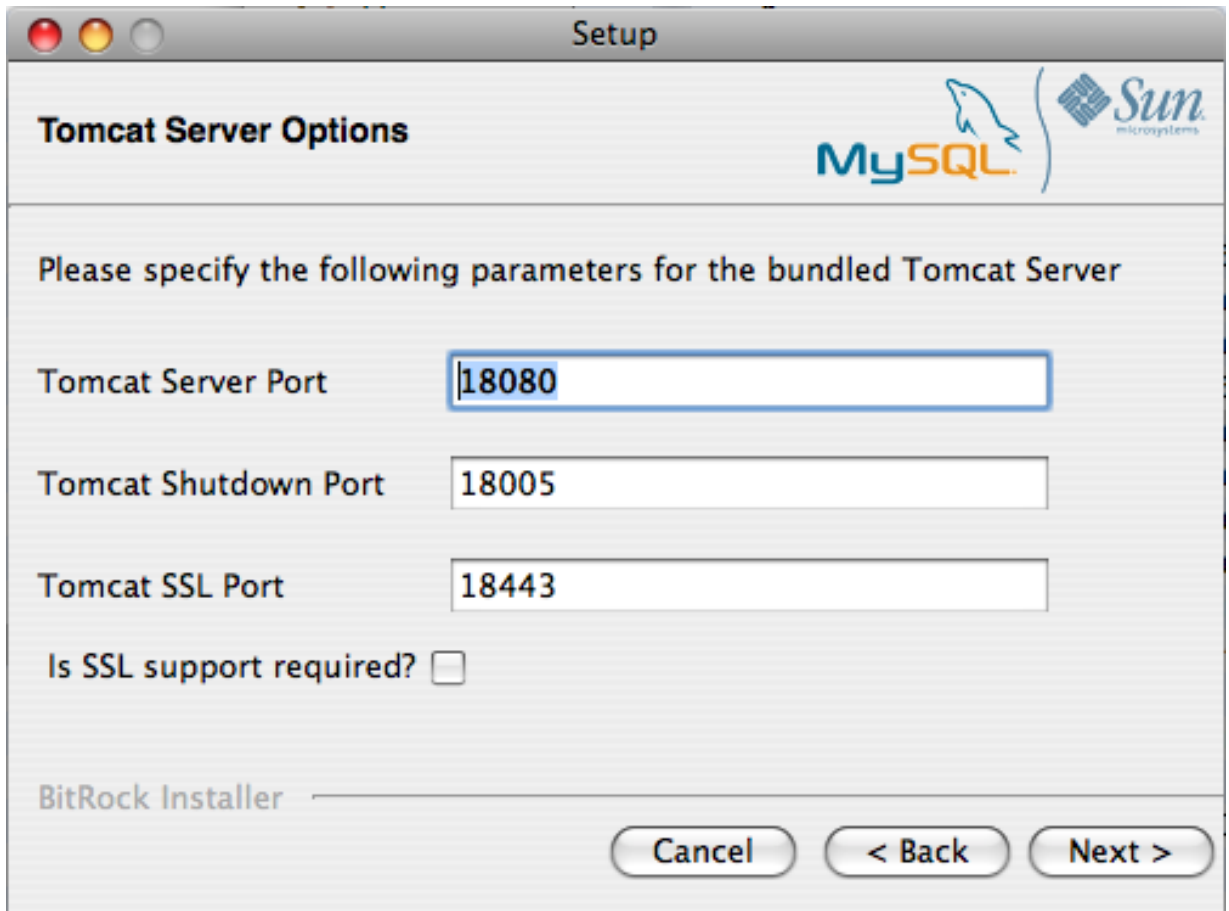 Setup
Tomcat Server Options
MySQL
Sun
microsystems
Please specify the following parameters for the bundled Tomcat Server
Tomcat Server Port 18080
Tomcat Shutdown Port 18005
Tomcat SSL Port 18443
Is SSL support required?
BitRock Installer
Cancel < Back Next >